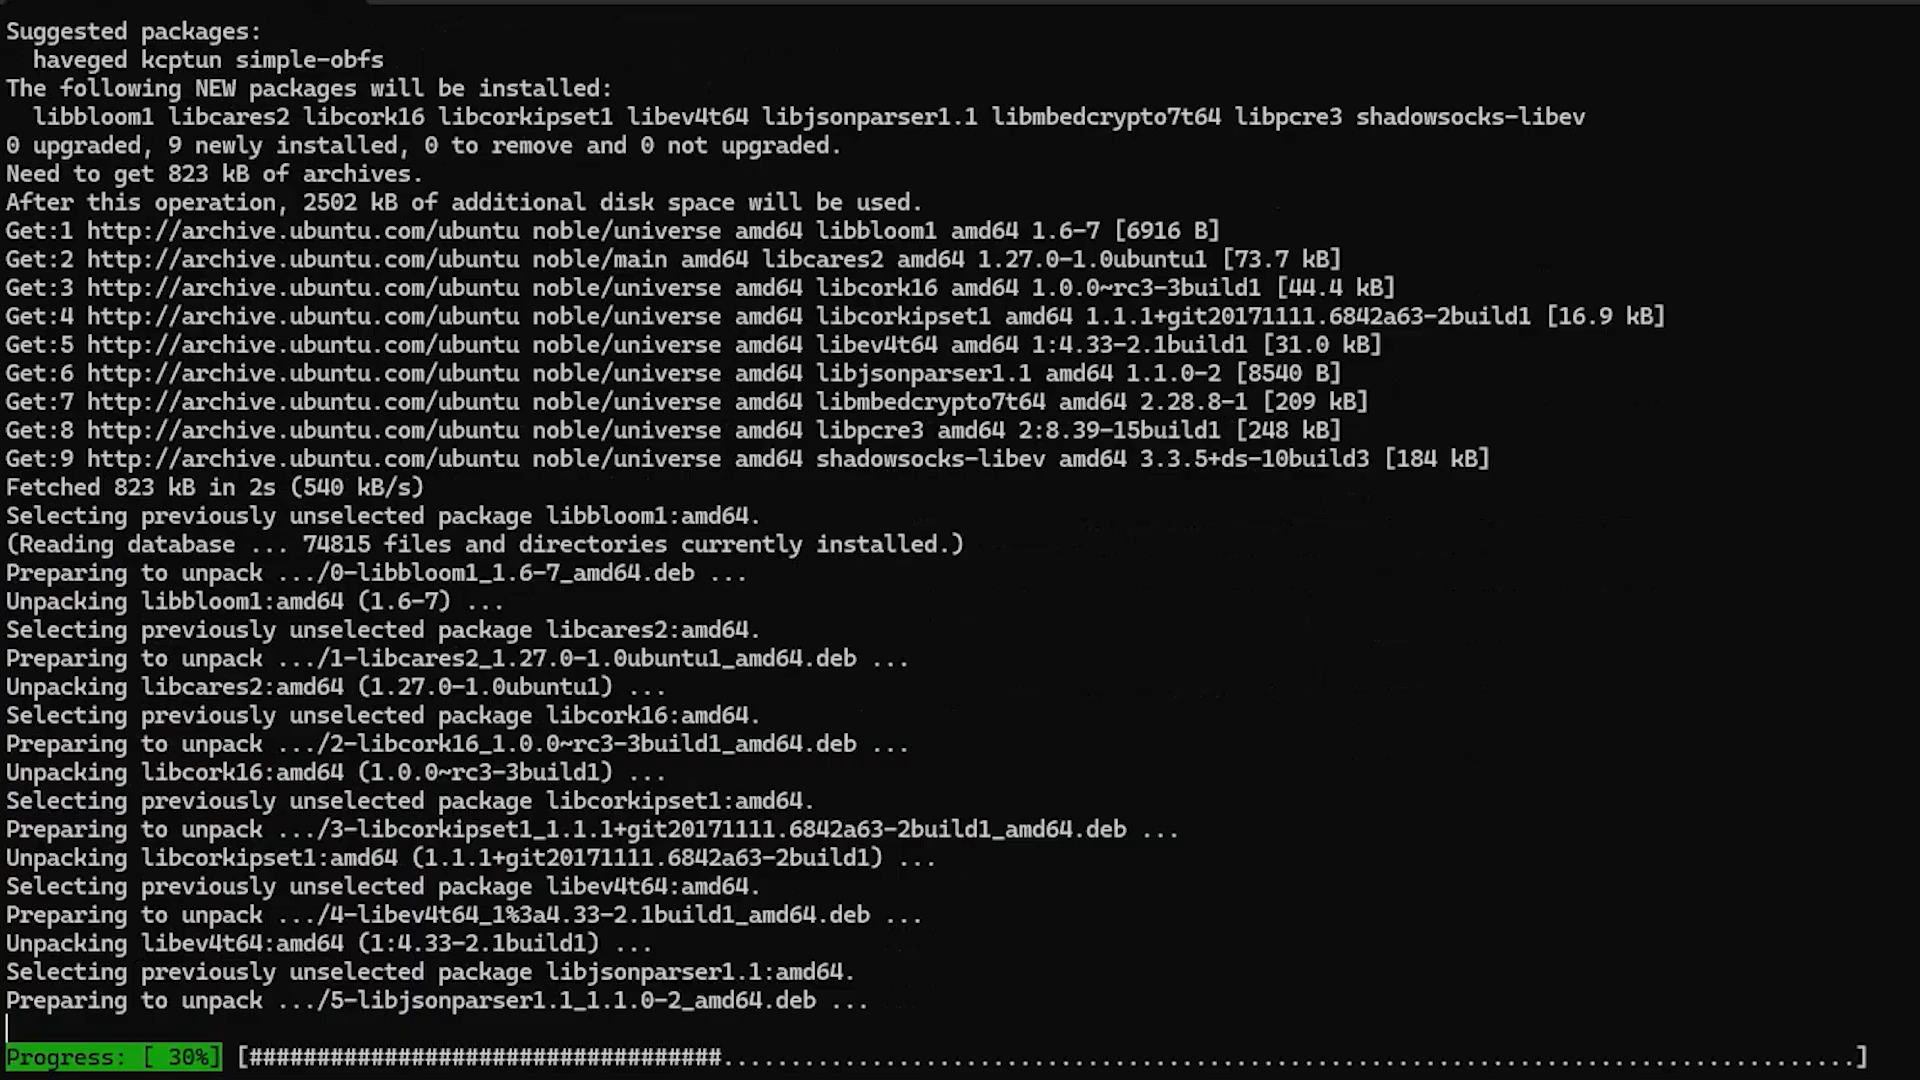 Suggested packages:
  haveged kcptun simple-obfs
The following NEW packages will be installed:
  libbloom1 libcares2 libcork16 libcorkipset1 libev4t64 libjsonparser1.1 libmbedcrypto7t64 libpcre3 shadowsocks-libev
0 upgraded, 9 newly installed, 0 to remove and 0 not upgraded.
Need to get 823 kB of archives.
After this operation, 2502 kB of additional disk space will be used.
Get:1 http://archive.ubuntu.com/ubuntu noble/universe amd64 libbloom1 amd64 1.6-7 [6916 B]
Get:2 http://archive.ubuntu.com/ubuntu noble/main amd64 libcares2 amd64 1.27.0-1.0ubuntu1 [73.7 kB]
Get:3 http://archive.ubuntu.com/ubuntu noble/universe amd64 libcork16 amd64 1.0.0~rc3-3build1 [44.4 kB]
Get:4 http://archive.ubuntu.com/ubuntu noble/universe amd64 libcorkipset1 amd64 1.1.1+git20171111.6842a63-2build1 [16.9 kB]
Get:5 http://archive.ubuntu.com/ubuntu noble/universe amd64 libev4t64 amd64 1:4.33-2.1build1 [31.0 kB]
Get:6 http://archive.ubuntu.com/ubuntu noble/universe amd64 libjsonparser1.1 amd64 1.1.0-2 [8540 B]
Get:7 http://archive.ubuntu.com/ubuntu noble/universe amd64 libmbedcrypto7t64 amd64 2.28.8-1 [209 kB]
Get:8 http://archive.ubuntu.com/ubuntu noble/universe amd64 libpcre3 amd64 2:8.39-15build1 [248 kB]
Get:9 http://archive.ubuntu.com/ubuntu noble/universe amd64 shadowsocks-libev amd64 3.3.5+ds-10build3 [184 kB]
Fetched 823 kB in 2s (540 kB/s)
Selecting previously unselected package libbloom1:amd64.
(Reading database ... 74815 files and directories currently installed.)
Preparing to unpack .../0-libbloom1_1.6-7_amd64.deb ...
Unpacking libbloom1:amd64 (1.6-7) ...
Selecting previously unselected package libcares2:amd64.
Preparing to unpack .../1-libcares2_1.27.0-1.0ubuntu1_amd64.deb ...
Unpacking libcares2:amd64 (1.27.0-1.0ubuntu1) ...
Selecting previously unselected package libcork16:amd64.
Preparing to unpack .../2-libcork16_1.0.0~rc3-3build1_amd64.deb ...
Unpacking libcork16:amd64 (1.0.0~rc3-3build1) ...
Selecting previously unselected package libcorkipset1:amd64.
Preparing to unpack .../3-libcorkipset1_1.1.1+git20171111.6842a63-2build1_amd64.deb ...
Unpacking libcorkipset1:amd64 (1.1.1+git20171111.6842a63-2build1) ...
Selecting previously unselected package libev4t64:amd64.
Preparing to unpack .../4-libev4t64_1%3a4.33-2.1build1_amd64.deb ...
Unpacking libev4t64:amd64 (1:4.33-2.1build1) ...
Selecting previously unselected package libjsonparser1.1:amd64.
Preparing to unpack .../5-libjsonparser1.1_1.1.0-2_amd64.deb ...
Progress: [ 30%] [###################################....................................................................................]